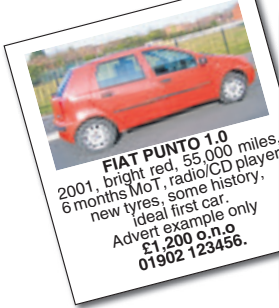 FIAT PUNTO 1.0
2001, bright red, 55,000 miles,
6 months MoT, radio/CD player
new tyres, some history,
ideal first car.
Advert example only
£1,200 o.n.o
01902 123456.